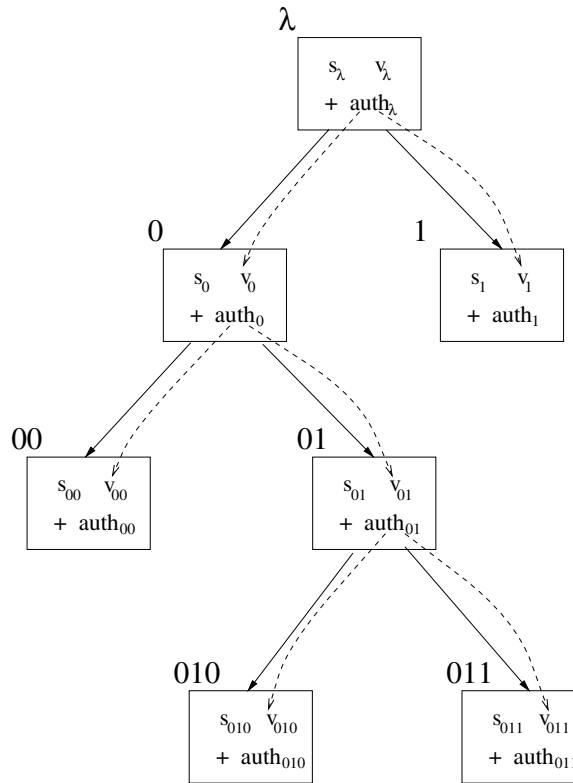 λ
s_λ v_λ
+ auth_λ
0 1
s_0 v_0 s_1 v_1
+ auth_0 + auth_1
00 01
s_00 v_00 s_01 v_01
+ auth_00 + auth_01
010 011
s_010 v_010 s_011 v_011
+ auth_010 + auth_011